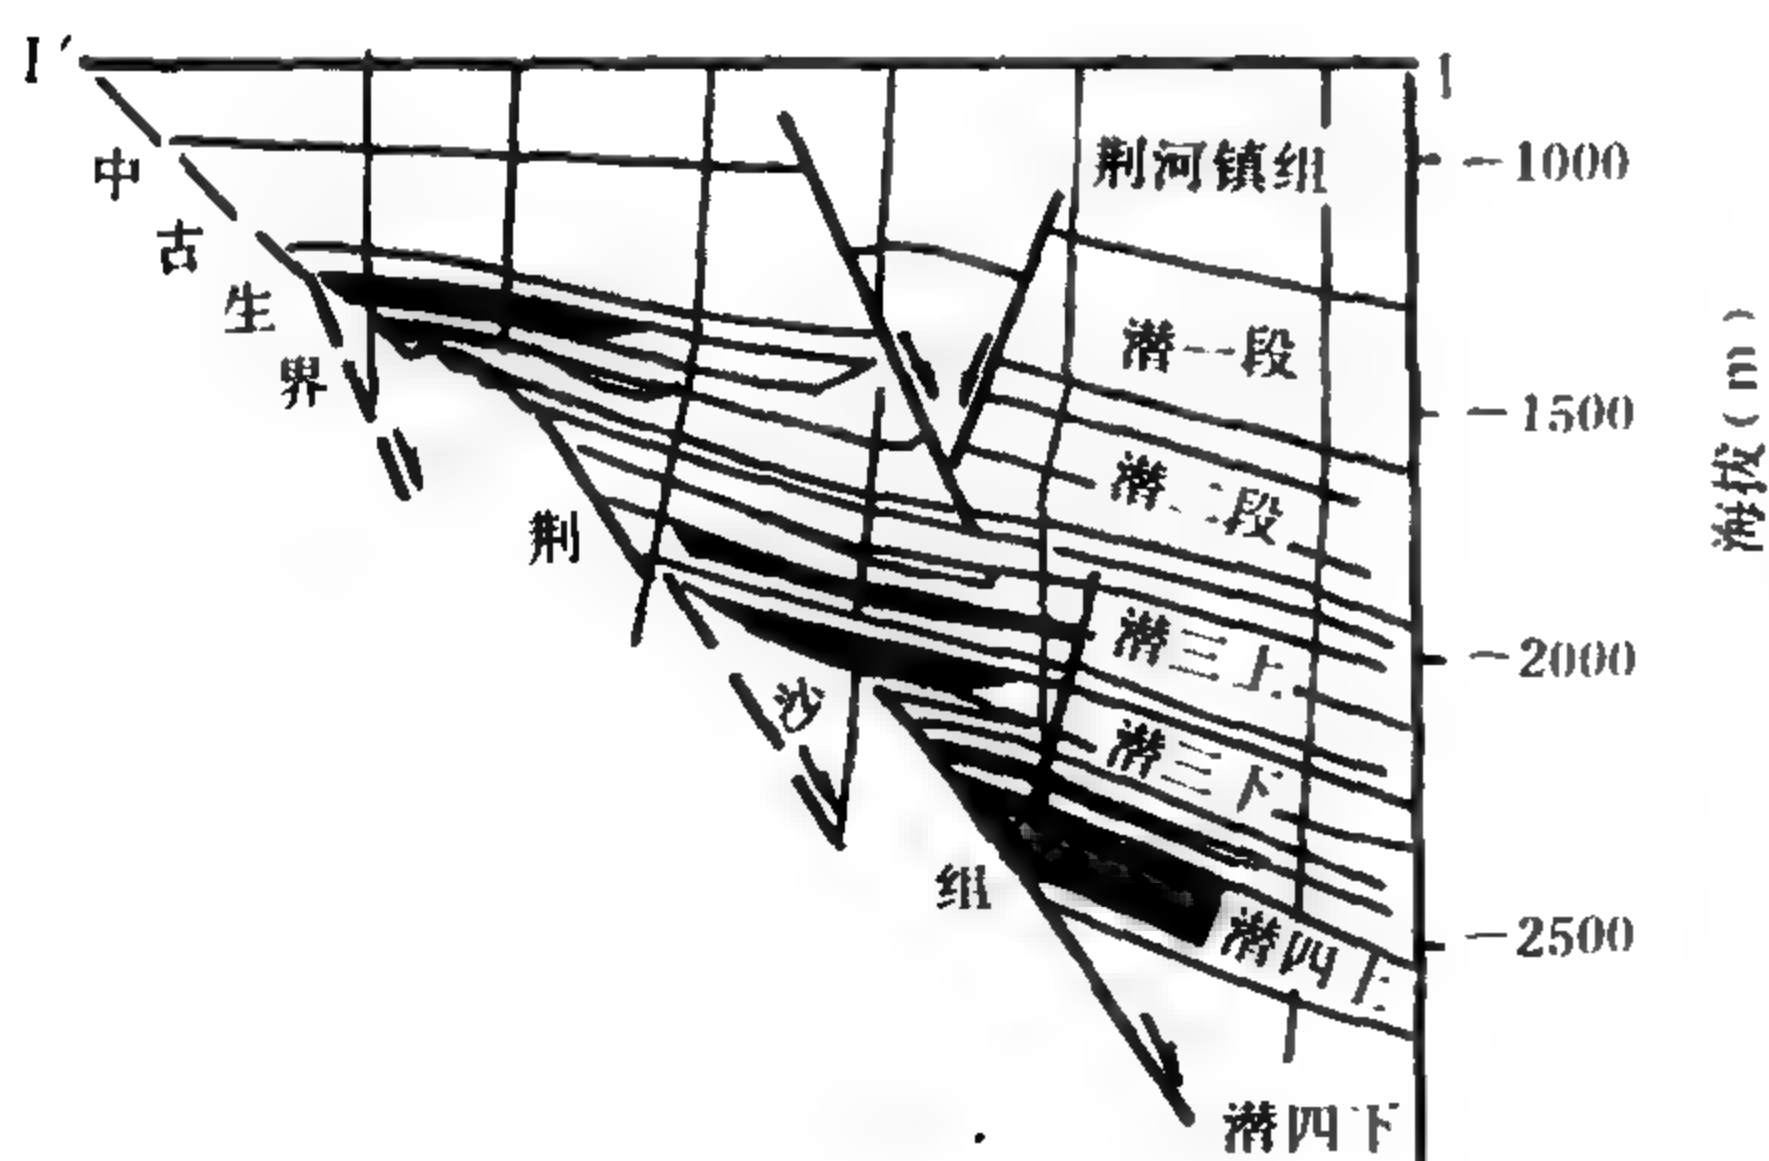 I′
I
荆河镇组
-1000
中古生界
潜一段
-1500
海拔(m)
潜二段
荆沙组
潜三上
-2000
潜三下
潜四上
-2500
潜四下